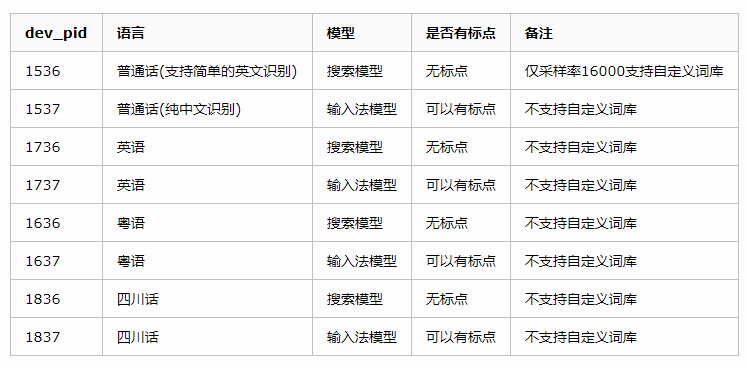 dev_pid 语言 模型 是否有标点 备注
1536 普通话(支持简单的英文识别) 搜索模型 无标点 仅采样率16000支持自定义词库
1537 普通话(纯中文识别) 输入法模型 可以有标点 不支持自定义词库
1736 英语 搜索模型 无标点 不支持自定义词库
1737 英语 输入法模型 可以有标点 不支持自定义词库
1636 粤语 搜索模型 无标点 不支持自定义词库
1637 粤语 输入法模型 可以有标点 不支持自定义词库
1836 四川话 搜索模型 无标点 不支持自定义词库
1837 四川话 输入法模型 可以有标点 不支持自定义词库